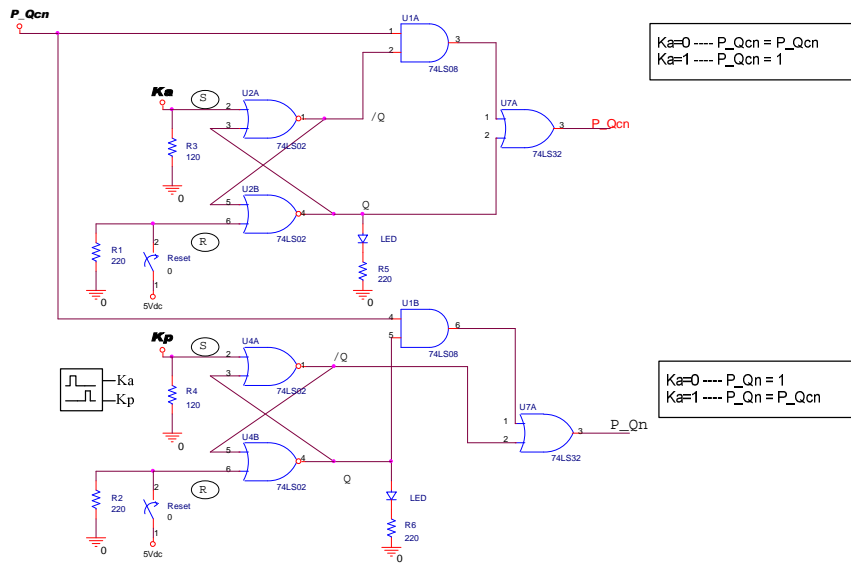 P_Qcn
U1A
1
2
3
74LS08
Ka=0 ---- P_Qcn = P_Qcn
Ka=1 ---- P_Qcn = 1
Ka
S
U2A
2
3
1
74LS02
/Q
U7A
1
2
3
74LS32
P_Qcn
R3
120
0
U2B
5
6
4
74LS02
Q
R
R1
220
0
2
Reset
0
1
5Vdc
LED
R5
220
0
U1B
4
5
6
74LS08
Kp
S
U4A
2
3
1
74LS02
/Q
Ka
Kp
R4
120
0
Ka=0 ---- P_Qn = 1
Ka=1 ---- P_Qn = P_Qcn
U7A
1
2
3
74LS32
P_Qn
U4B
5
6
4
74LS02
Q
R
R2
220
0
2
Reset
0
1
5Vdc
LED
R6
220
0